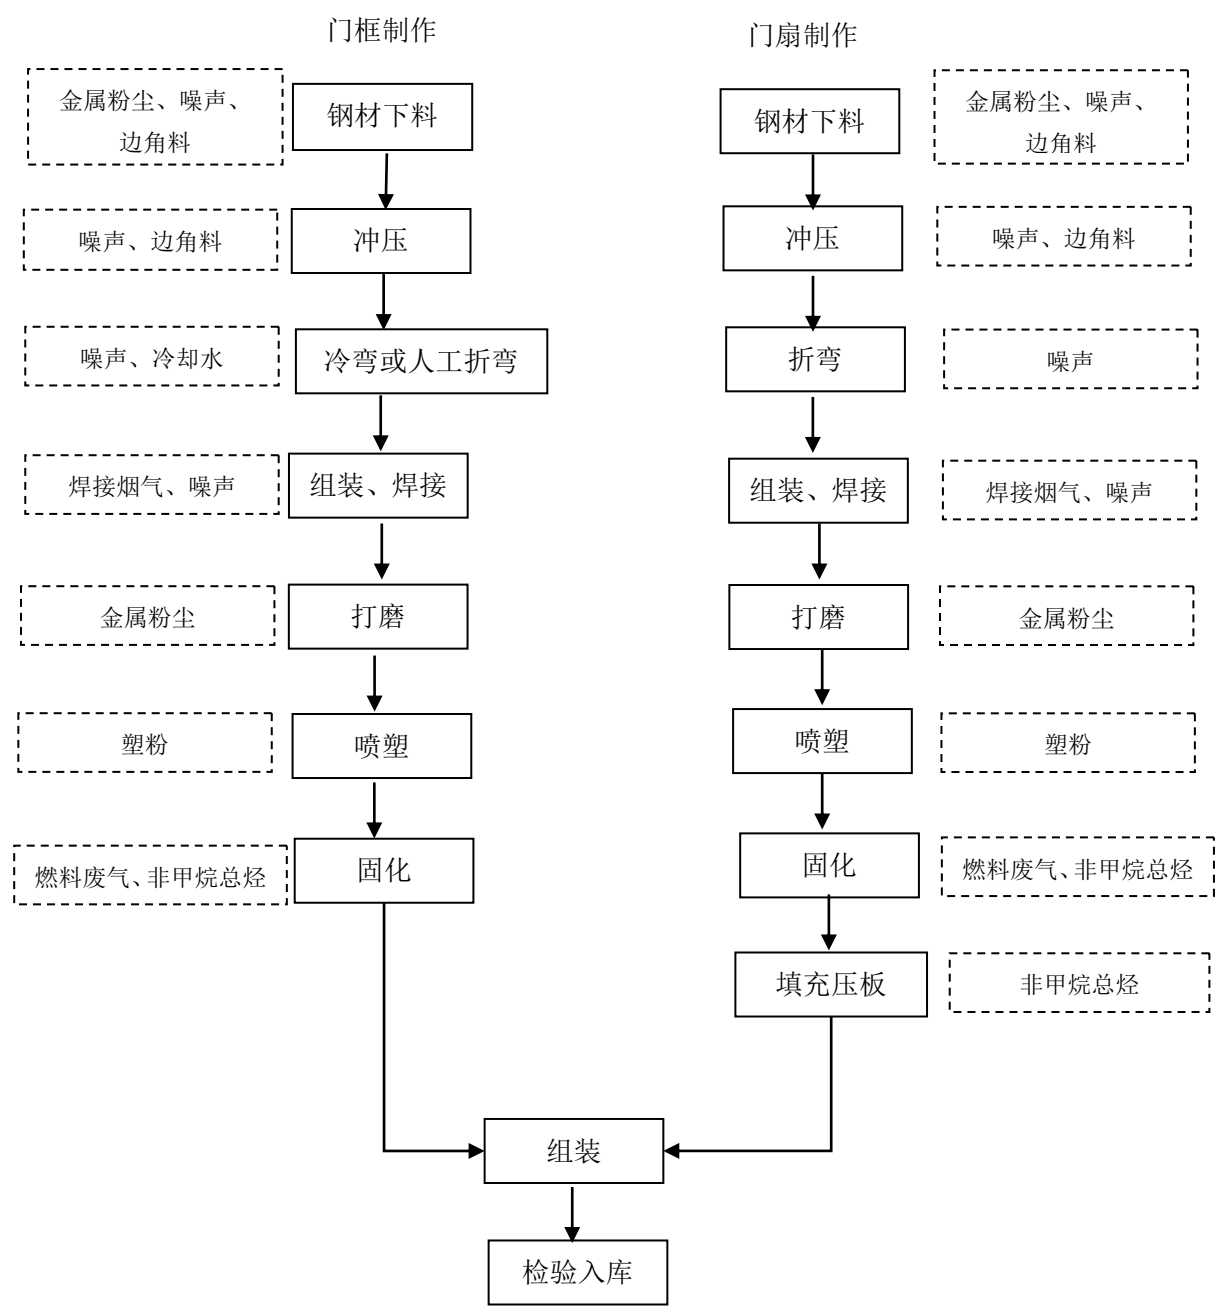 门框制作
门扇制作
金属粉尘、噪声、
边角料
钢材下料
钢材下料
金属粉尘、噪声、
边角料
噪声、边角料
冲压
冲压
噪声、边角料
噪声、冷却水
冷弯或人工折弯
折弯
噪声
焊接烟气、噪声
组装、焊接
组装、焊接
焊接烟气、噪声
金属粉尘
打磨
打磨
金属粉尘
塑粉
喷塑
喷塑
塑粉
燃料废气、非甲烷总烃
固化
固化
燃料废气、非甲烷总烃
填充压板
非甲烷总烃
组装
检验入库